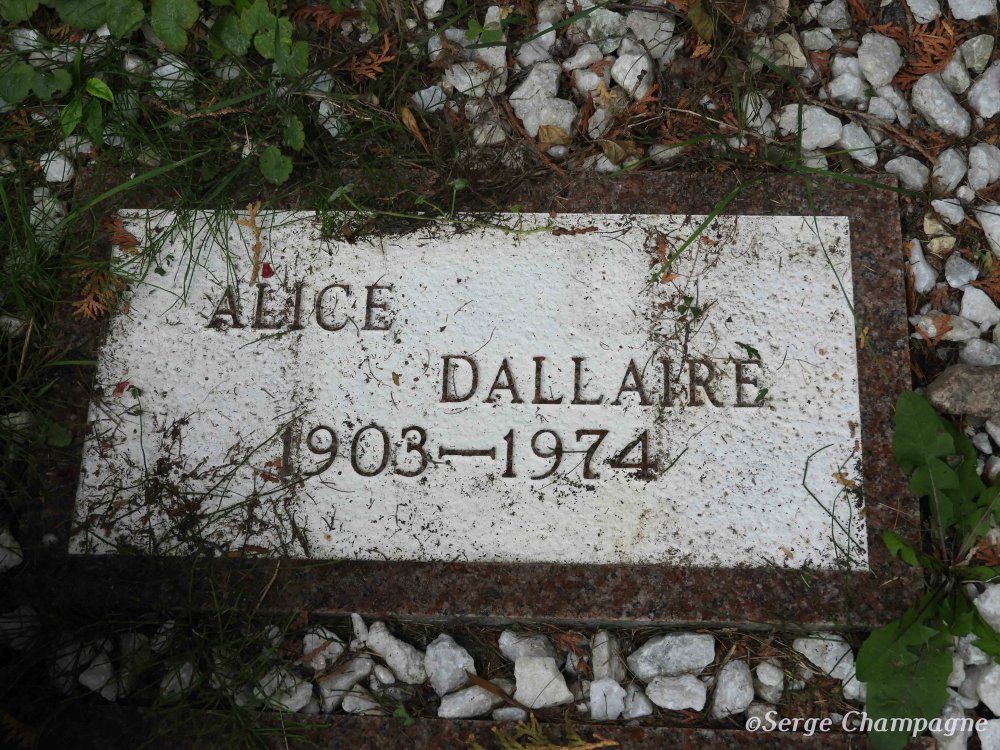 ALICE
DALLAIRE
1903—1974
©Serge Champagne